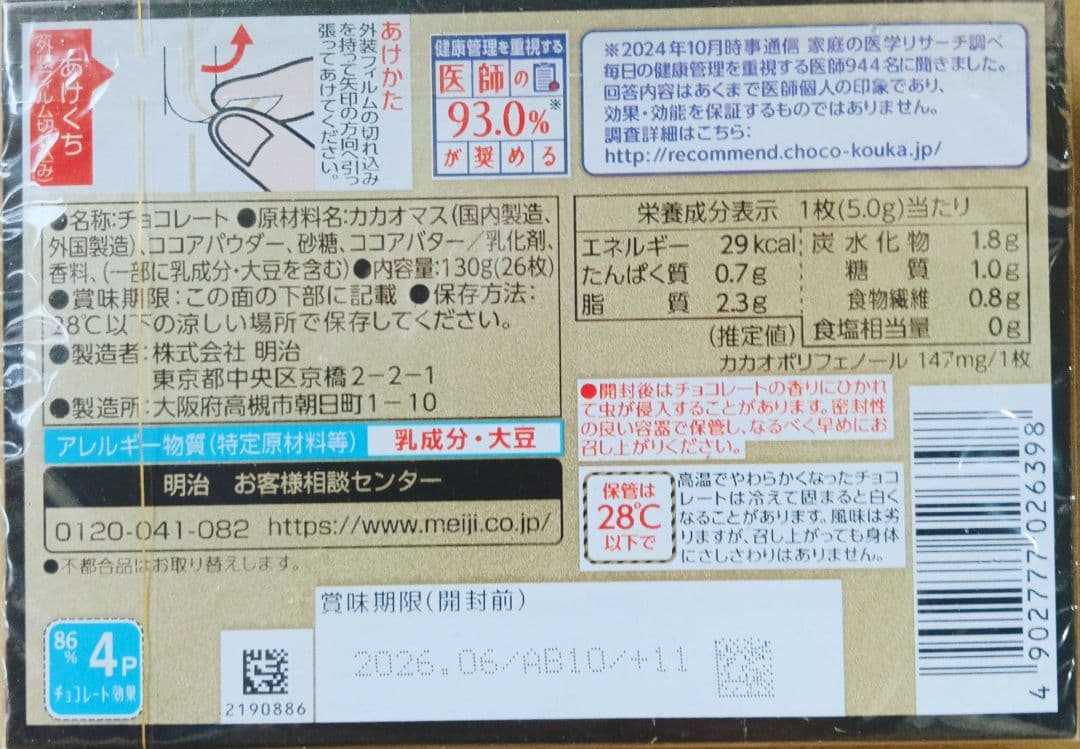 あけくち
外装フィルム切り込み
あけかた
外装フィルムの切れ込み
を持って矢印の方向へ引っ
張ってあけてください。
健康管理を重視する
医師の
93.0%※
が奨める
※2024年10月時事通信 家庭の医学リサーチ調べ
毎日の健康管理を重視する医師944名に聞きました。
回答内容はあくまで医師個人の印象であり、
効果・効能を保証するものではありません。
調査詳細はこちら:
http://recommend.choco-kouka.jp/
●名称:チョコレート ●原材料名:カカオマス(国内製造、
外国製造)、ココアパウダー、砂糖、ココアバター/乳化剤、
香料、(一部に乳成分・大豆を含む)●内容量:130g(26枚)
●賞味期限:この面の下部に記載 ●保存方法:
28℃以下の涼しい場所で保存してください。
●製造者:株式会社 明治
東京都中央区京橋2-2-1
●製造所:大阪府高槻市朝日町1-10
アレルギー物質(特定原材料等) 乳成分・大豆
明治 お客様相談センター
0120-041-082 https://www.meiji.co.jp/
●不都合品はお取り替えします。
栄養成分表示 1枚(5.0g)当たり
エネルギー 29kcal
たんぱく質 0.7g
脂質 2.3g
炭水化物 1.8g
糖質 1.0g
食物繊維 0.8g
食塩相当量 0g
(推定値)
カカオポリフェノール 147mg/1枚
●開封後はチョコレートの香りにひかれ
て虫が侵入することがあります。密封性
の良い容器で保管し、なるべく早めにお
召し上がりください。
保管は
28℃
以下で
高温でやわらかくなったチョコ
レートは冷えて固まると白く
なることがあります。風味は劣
りますが、召し上がっても身体
にさしさわりはありません。
4902777026398
86%
4P
チョコレート効果
2190886
賞味期限(開封前)
2026.06/AB10/+11